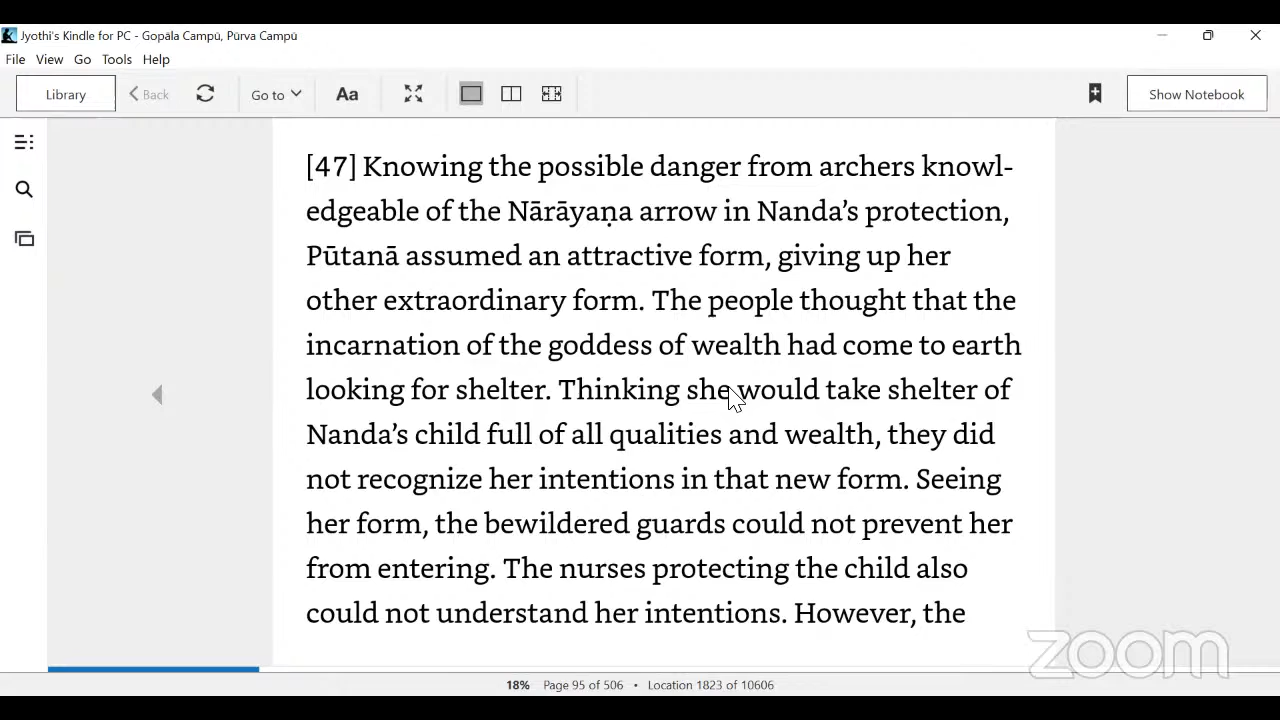 Jyothi's Kindle for PC - Gopāla Campū, Pūrva Campū
File View Go Tools Help
Library Back Go to Aa Show Notebook
[47] Knowing the possible danger from archers knowl-
edgeable of the Nārāyaṇa arrow in Nanda’s protection,
Pūtanā assumed an attractive form, giving up her
other extraordinary form. The people thought that the
incarnation of the goddess of wealth had come to earth
looking for shelter. Thinking she would take shelter of
Nanda’s child full of all qualities and wealth, they did
not recognize her intentions in that new form. Seeing
her form, the bewildered guards could not prevent her
from entering. The nurses protecting the child also
could not understand her intentions. However, the
zoom
18% Page 95 of 506 • Location 1823 of 10606